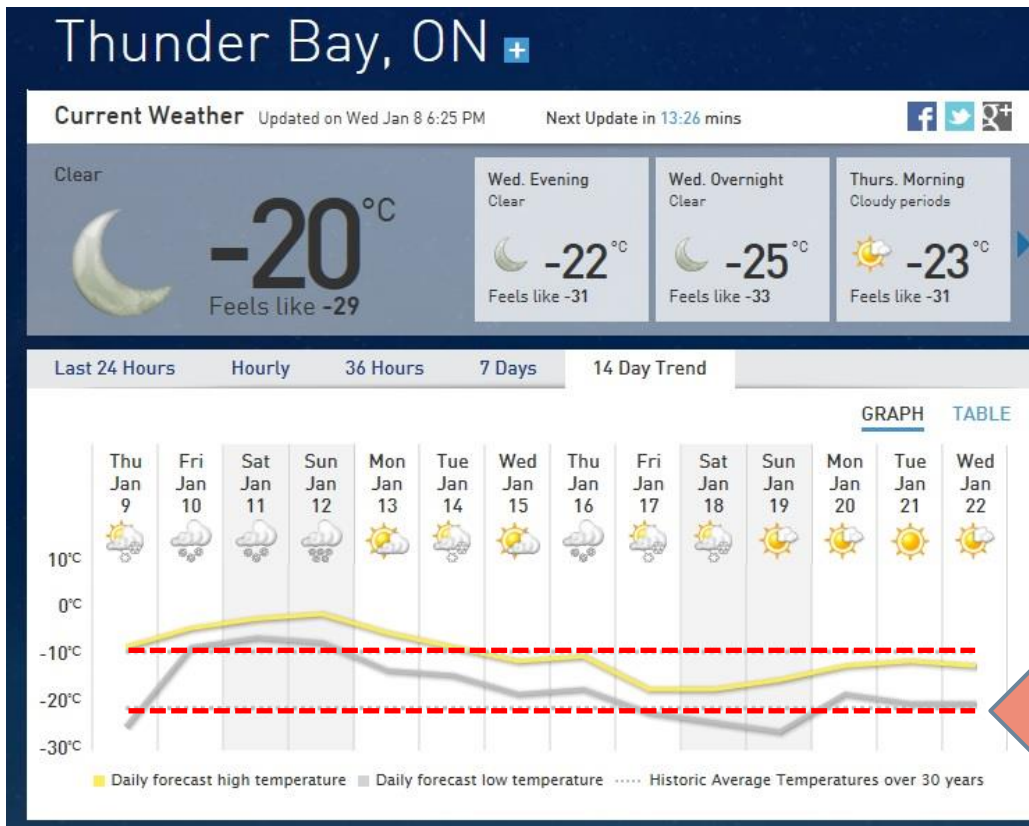 Thunder Bay, ON +
Current Weather Updated on Wed Jan 8 6:25 PM Next Update in 13:26 mins f g+
Clear
-20°C
Feels like -29
Wed. Evening
Clear
-22°C
Feels like -31
Wed. Overnight
Clear
-25°C
Feels like -33
Thurs. Morning
Cloudy periods
-23°C
Feels like -31
Last 24 Hours Hourly 36 Hours 7 Days 14 Day Trend
GRAPH TABLE
Thu Fri Sat Sun Mon Tue Wed Thu Fri Sat Sun Mon Tue Wed
Jan Jan Jan Jan Jan Jan Jan Jan Jan Jan Jan Jan Jan Jan
9 10 11 12 13 14 15 16 17 18 19 20 21 22
10°C
0°C
-10°C
-20°C
-30°C
Daily forecast high temperature Daily forecast low temperature Historic Average Temperatures over 30 years